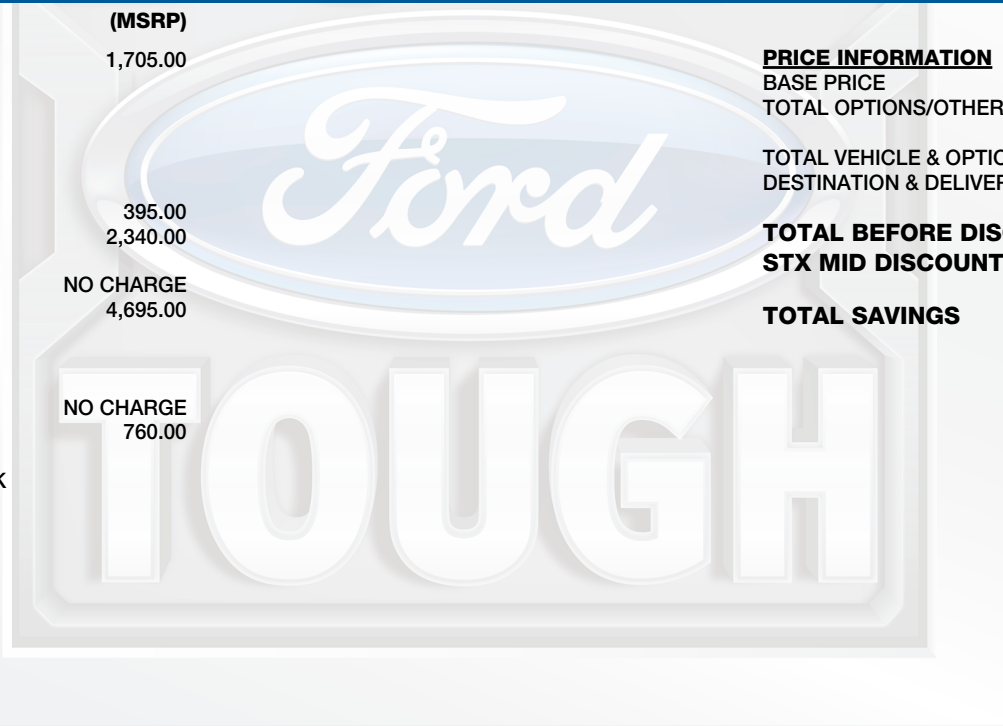 (MSRP)
1,705.00
395.00
2,340.00
NO CHARGE
4,695.00
NO CHARGE
760.00
K
PRICE INFORMATION
BASE PRICE
TOTAL OPTIONS/OTHER
TOTAL VEHICLE & OPTIO
DESTINATION & DELIVER
TOTAL BEFORE DISC
STX MID DISCOUNT
TOTAL SAVINGS
Ford
TOUGH